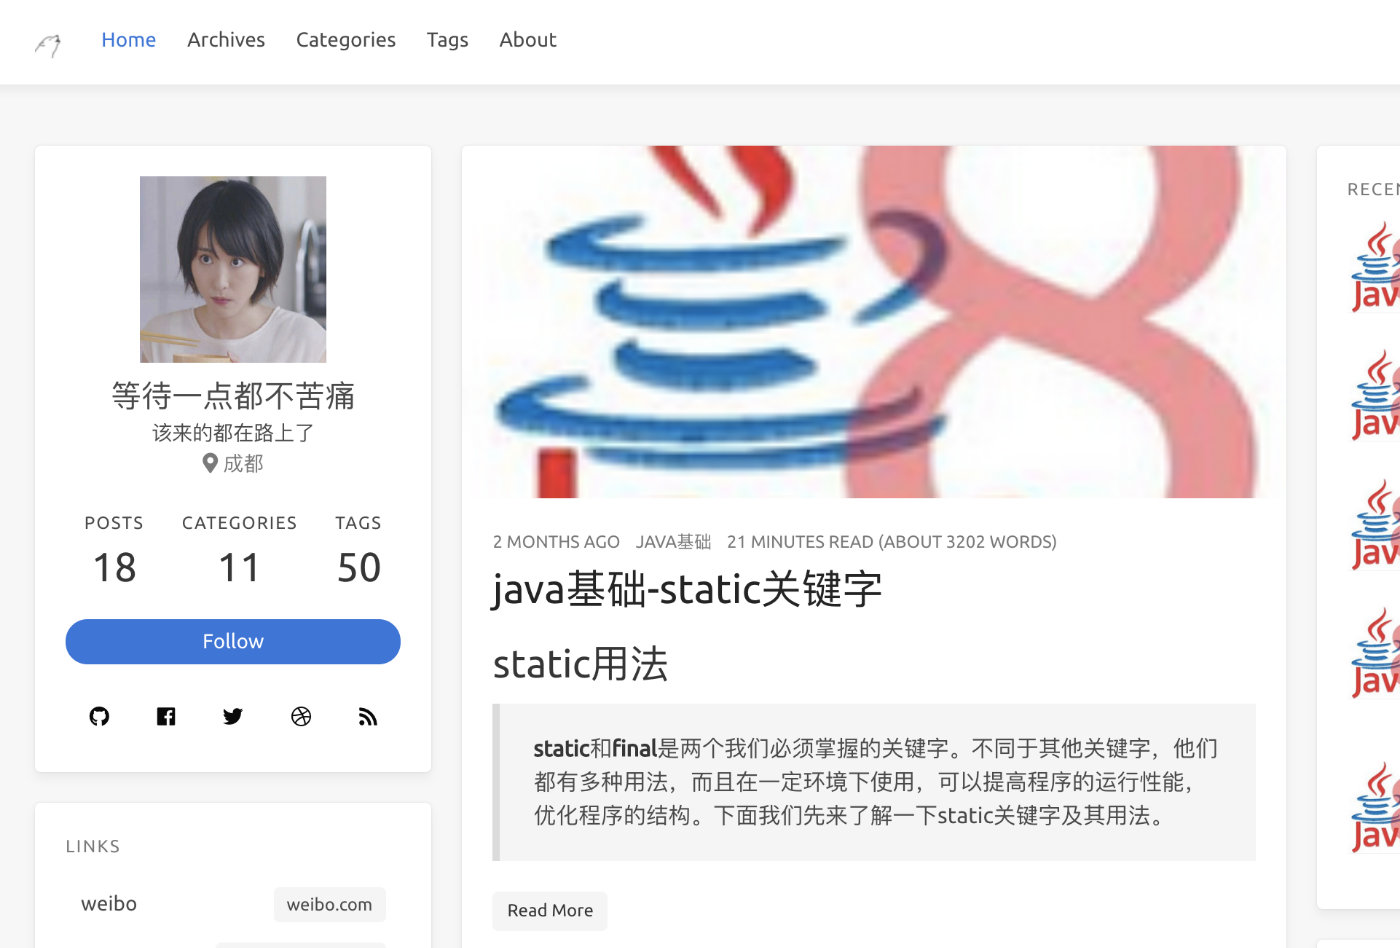 Home Archives Categories Tags About
等待一点都不苦痛
该来的都在路上了
成都
POSTS CATEGORIES TAGS
18 11 50
Follow
LINKS
weibo weibo.com
2 MONTHS AGO JAVA基础 21 MINUTES READ (ABOUT 3202 WORDS)
java基础-static关键字
static用法
static和final是两个我们必须掌握的关键字。不同于其他关键字，他们
都有多种用法，而且在一定环境下使用，可以提高程序的运行性能，
优化程序的结构。下面我们先来了解一下static关键字及其用法。
Read More
8
RECEN
Jav
Jav
Jav
Jav
Jav